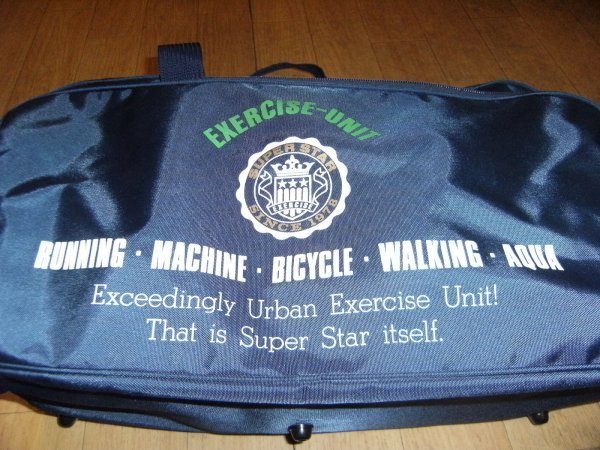 EXERCISE-UNIT
SUPER STAR
EXERCISE
SINCE 1978
RUNNING · MACHINE · BICYCLE · WALKING · AQUA
Exceedingly Urban Exercise Unit!
That is Super Star itself.